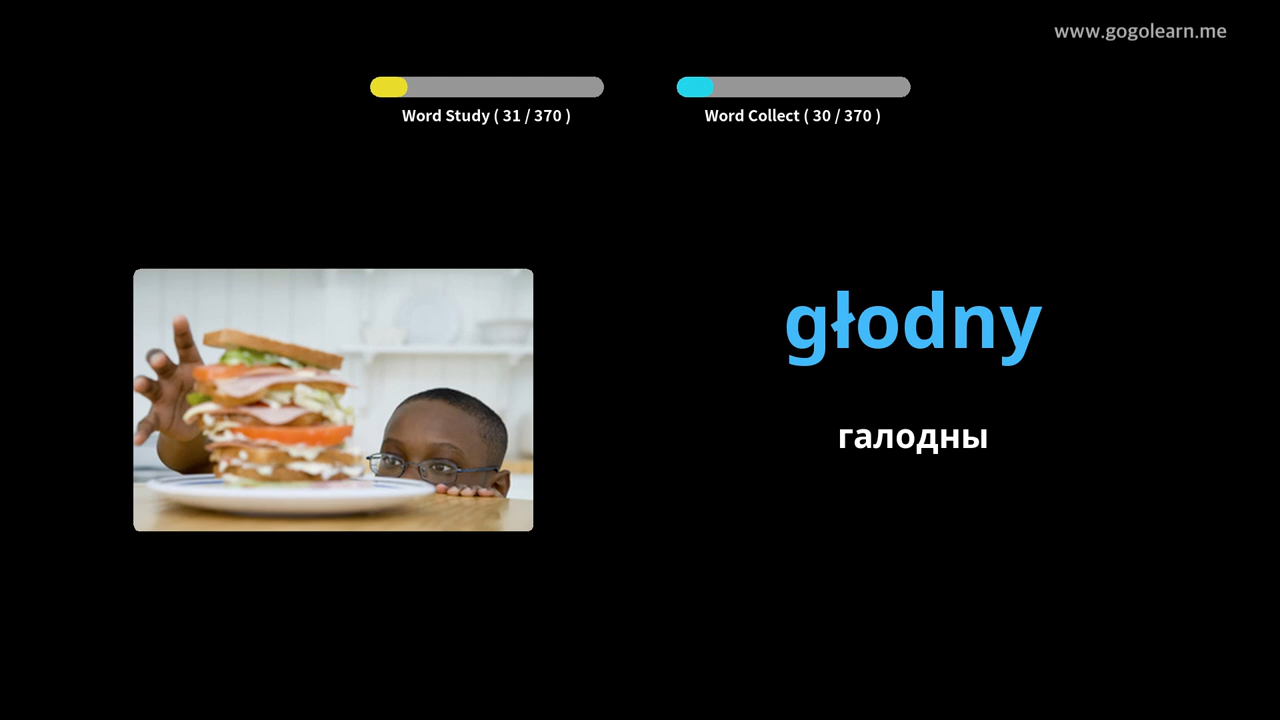 www.gogolearn.me
Word Study ( 31 / 370 )
Word Collect ( 30 / 370 )
głodny
галодны